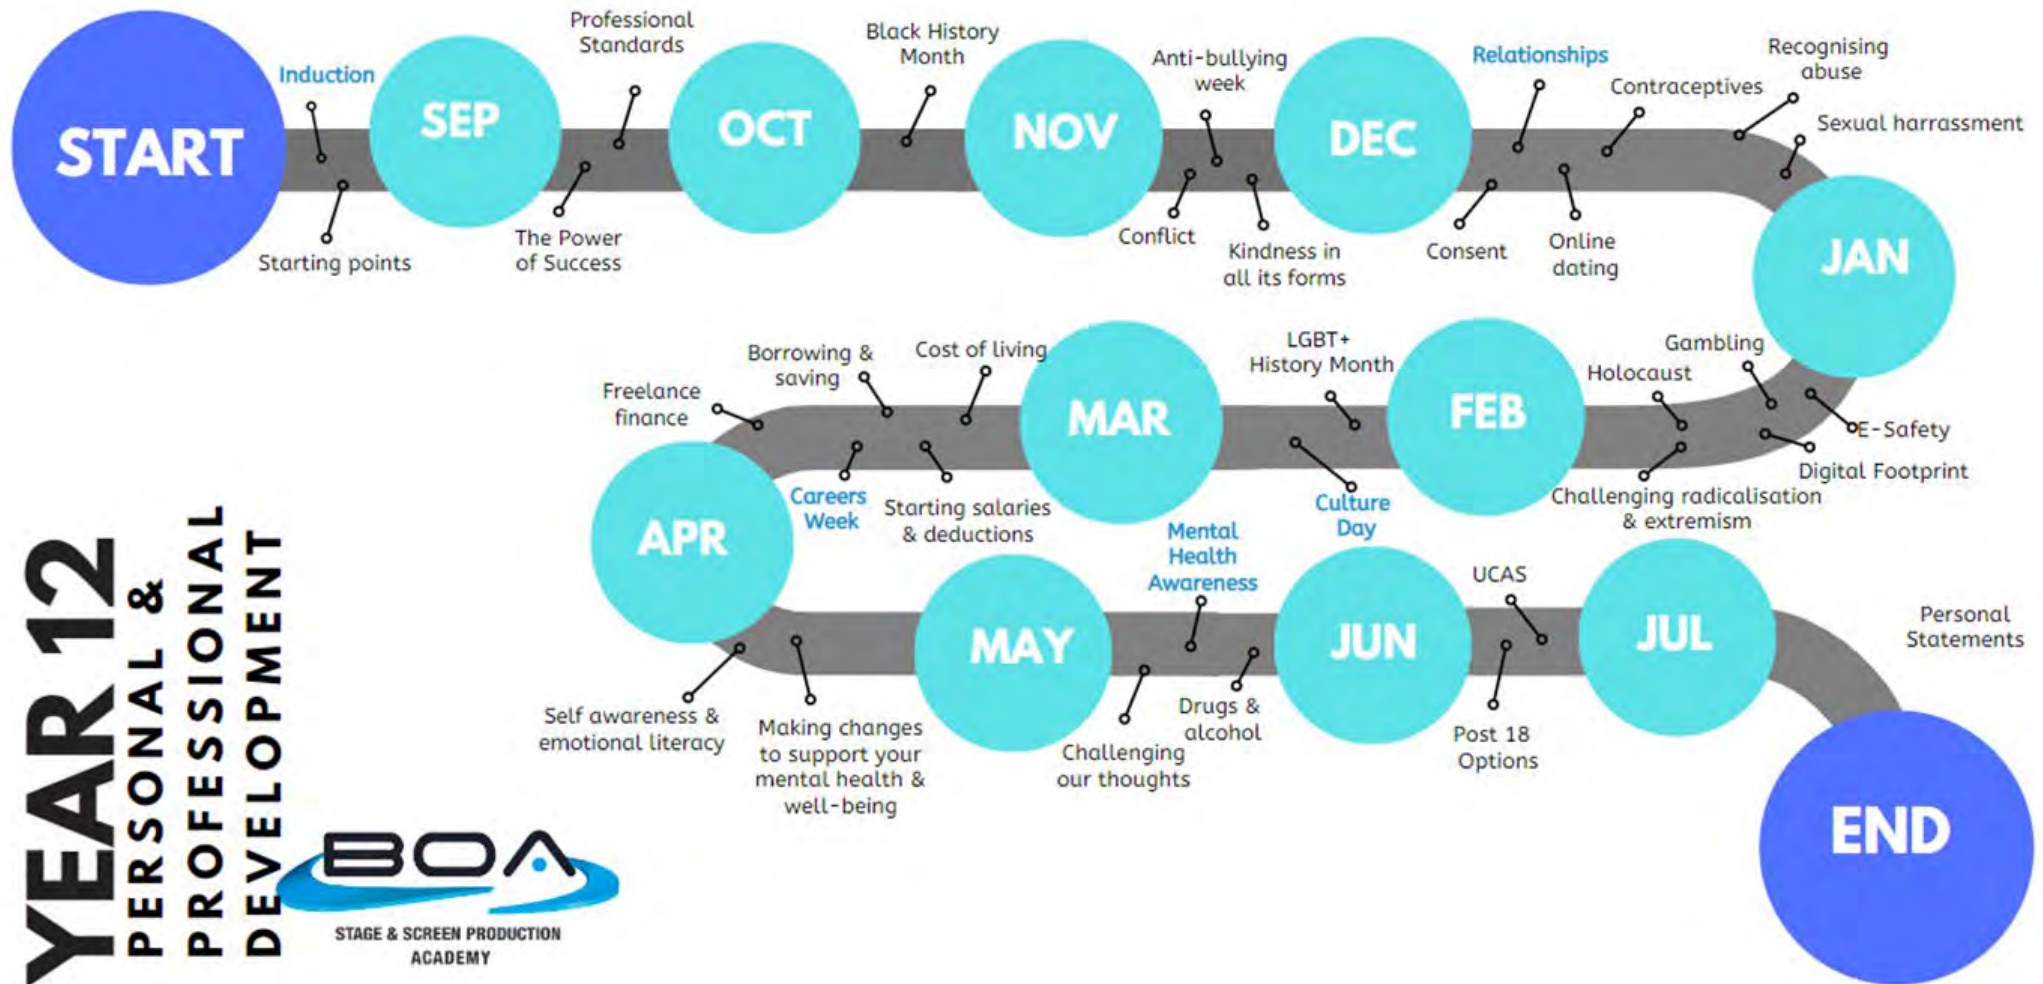 START
Induction
Starting points
SEP
Professional
Standards
The Power
of Success
OCT
Black History
Month
NOV
Anti-bullying
week
Conflict
Kindness in
all its forms
DEC
Relationships
Contraceptives
Consent
Online
dating
Recognising
abuse
Sexual harrassment
JAN
Gambling
E-Safety
Digital Footprint
Holocaust
Challenging radicalisation
& extremism
FEB
LGBT+
History Month
Culture
Day
MAR
Cost of living
Starting salaries
& deductions
Borrowing &
saving
Careers
Week
Freelance
finance
APR
Self awareness &
emotional literacy
Making changes
to support your
mental health &
well-being
MAY
Mental
Health
Awareness
Challenging
our thoughts
Drugs &
alcohol
JUN
UCAS
Post 18
Options
JUL
Personal
Statements
END
YEAR 12
PERSONAL &
PROFESSIONAL
DEVELOPMENT
BOA
STAGE & SCREEN PRODUCTION
ACADEMY